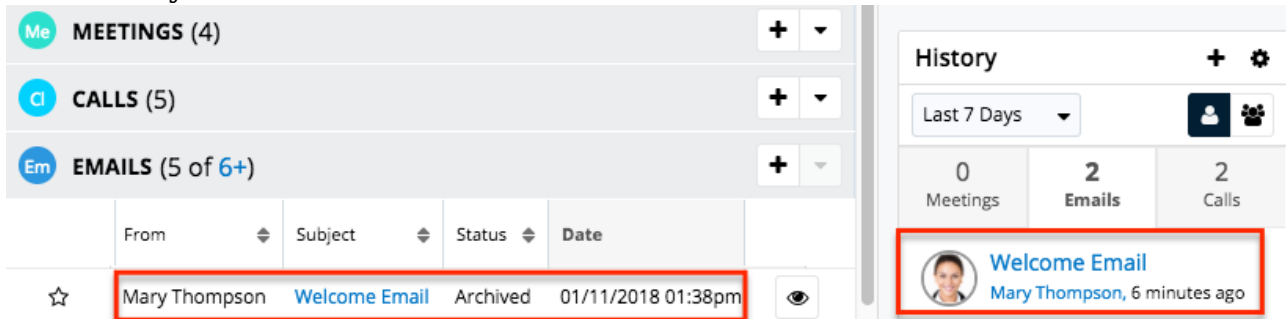 Me MEETINGS (4)
Cl CALLS (5)
Em EMAILS (5 of 6+)
From Subject Status Date
Mary Thompson Welcome Email Archived 01/11/2018 01:38pm
History
Last 7 Days
0 2 2
Meetings Emails Calls
Welcome Email
Mary Thompson, 6 minutes ago